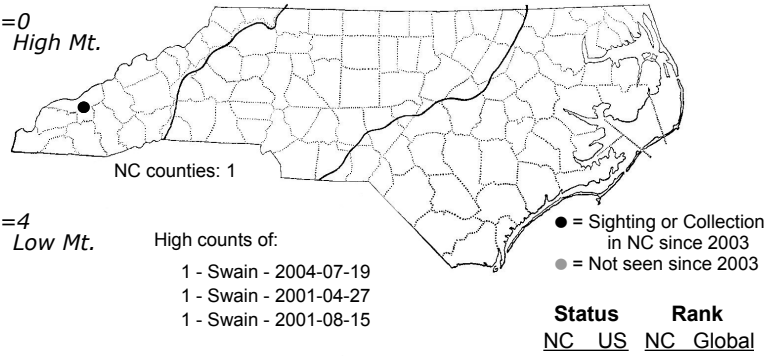 =0
High Mt.
NC counties: 1
=4
Low Mt.
High counts of:
1 - Swain - 2004-07-19
1 - Swain - 2001-04-27
1 - Swain - 2001-08-15
= Sighting or Collection
in NC since 2003
= Not seen since 2003
Status Rank
NC US NC Global